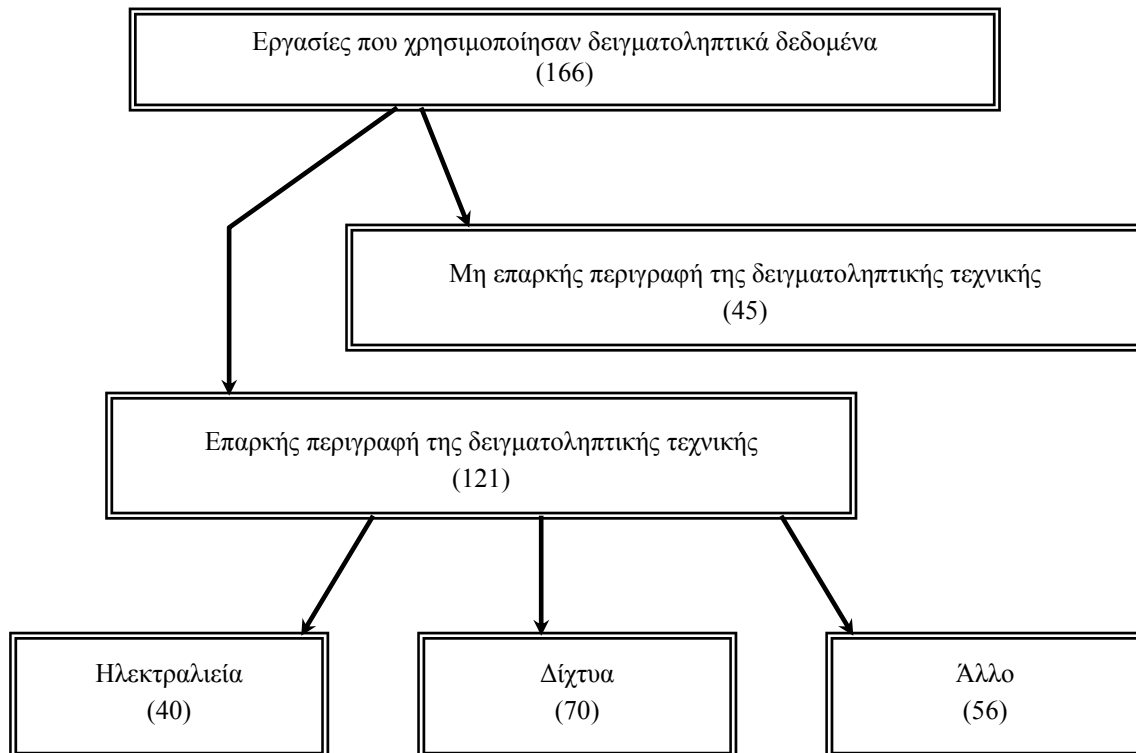 Εργασίες που χρησιμοποίησαν δειγματοληπτικά δεδομένα
(166)
Μη επαρκής περιγραφή της δειγματοληπτικής τεχνικής
(45)
Επαρκής περιγραφή της δειγματοληπτικής τεχνικής
(121)
Ηλεκτραλιεία
(40)
Δίχτυα
(70)
Άλλο
(56)